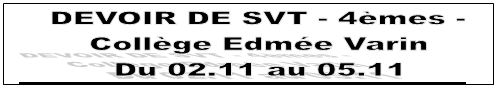 DEVOIR DE SVT - 4èmes -
Collège Edmée Varin
Du 02.11 au 05.11